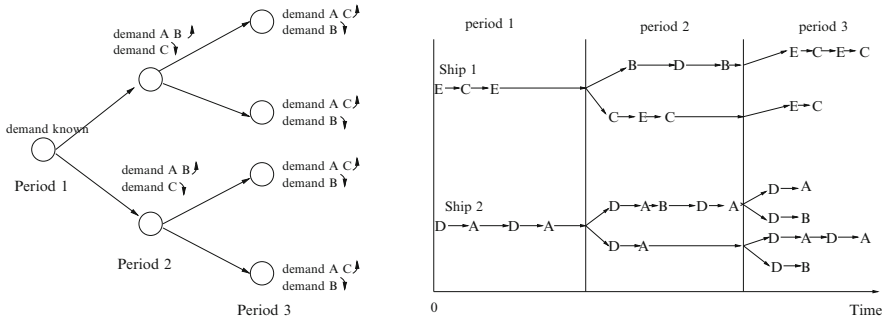 demand A B
demand C
demand A C
demand B
demand A C
demand B
demand known
Period 1
demand A B
demand C
demand A C
demand B
Period 2
demand A C
demand B
Period 3
period 1
period 2
period 3
Ship 1
E C E
B D B
E C E C
C E C
E C
Ship 2
D A D A
D A B D A
D A
D B
D A
D A D A
D B
0
Time